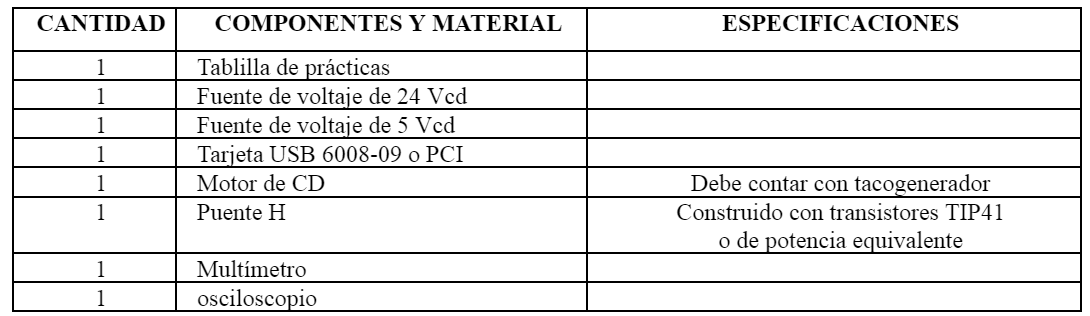 CANTIDAD COMPONENTES Y MATERIAL ESPECIFICACIONES
1 Tablilla de prácticas
1 Fuente de voltaje de 24 Vcd
1 Fuente de voltaje de 5 Vcd
1 Tarjeta USB 6008-09 o PCI
1 Motor de CD Debe contar con tacogenerador
1 Puente H Construido con transistores TIP41
o de potencia equivalente
1 Multímetro
1 osciloscopio